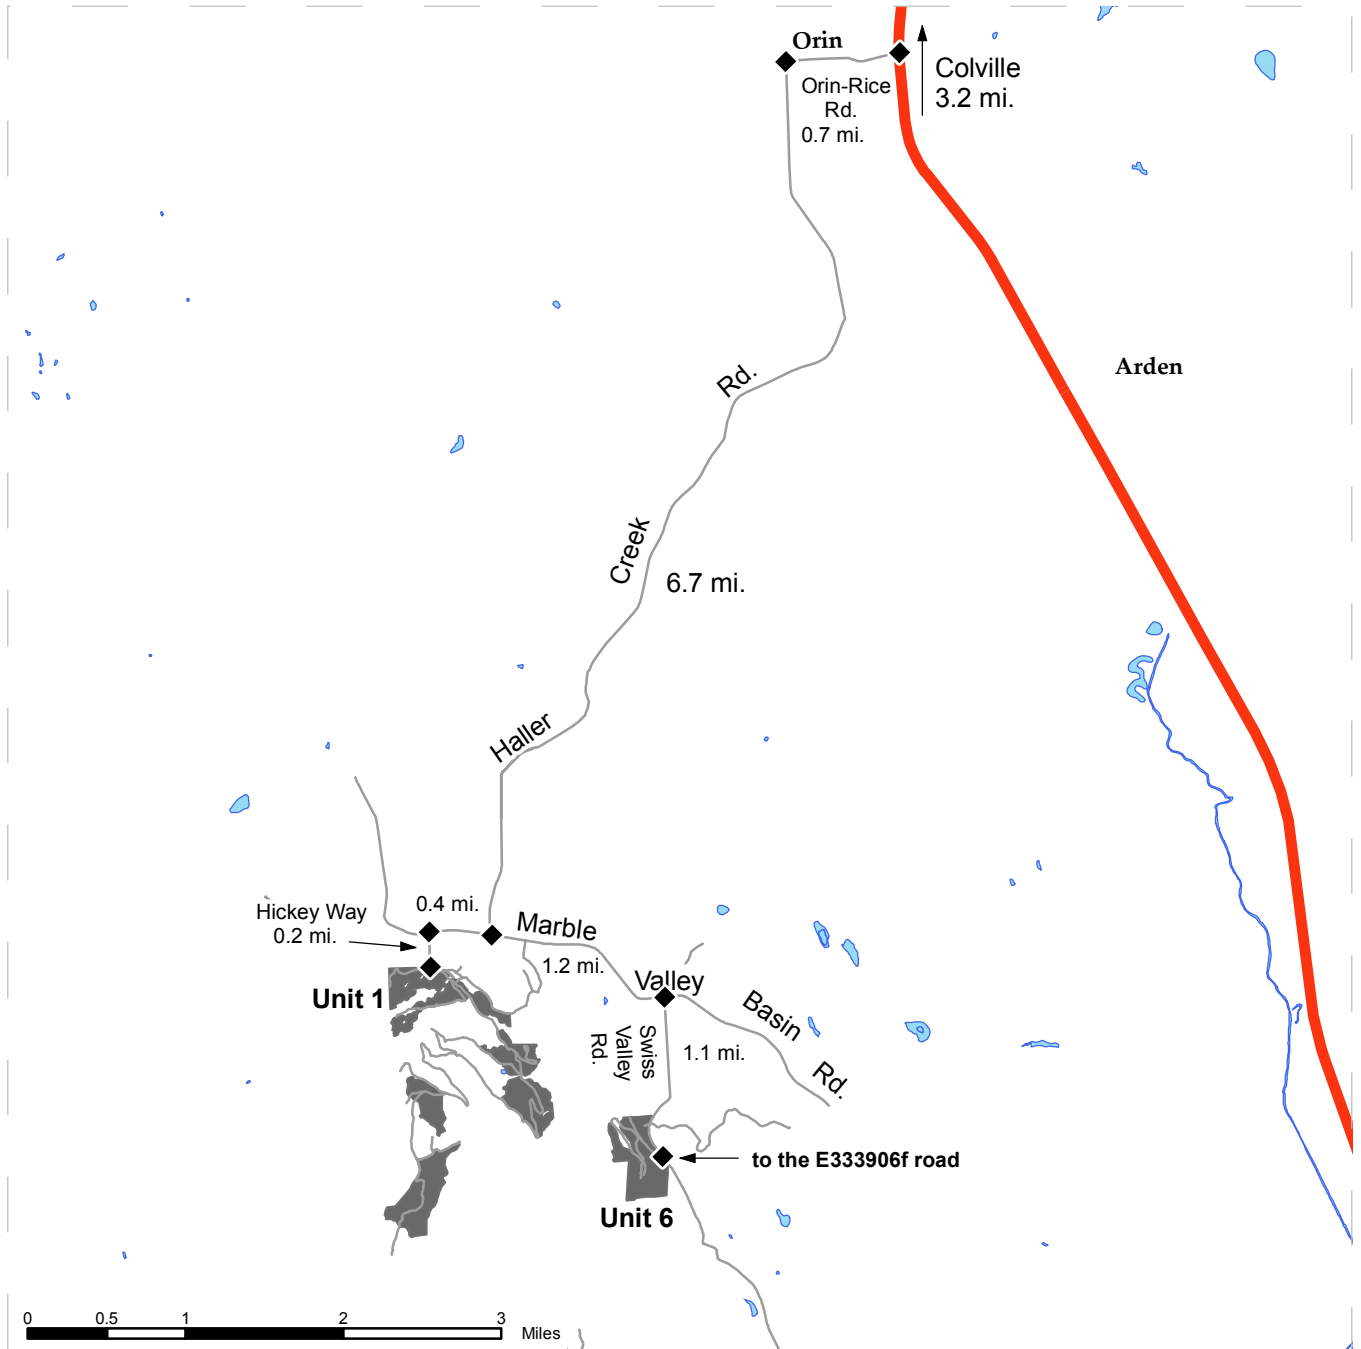 Orin
Colville
3.2 mi.
Orin-Rice
Rd.
0.7 mi.
Arden
Rd.
Creek
6.7 mi.
Haller
0.4 mi.
Hickey Way
0.2 mi.
Marble
1.2 mi.
Valley
Unit 1
Basin
Swiss
Valley
Rd.
1.1 mi.
Rd.
to the E333906f road
Unit 6
0 0.5 1 2 3
Miles